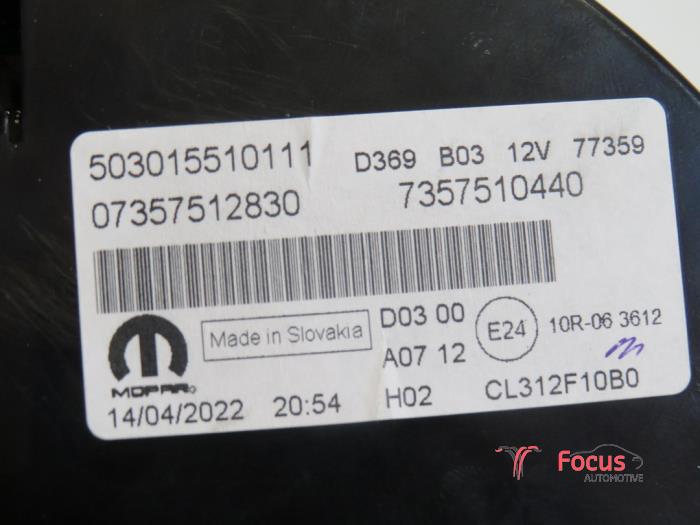 503015510111 D369 B03 12V 77359
07357512830 7357510440
D03 00
Made in Slovakia
E24 10R-06 3612
A07 12
MOPAR
14/04/2022 20:54 H02 CL312F10B0
Focus
AUTOMOTIVE